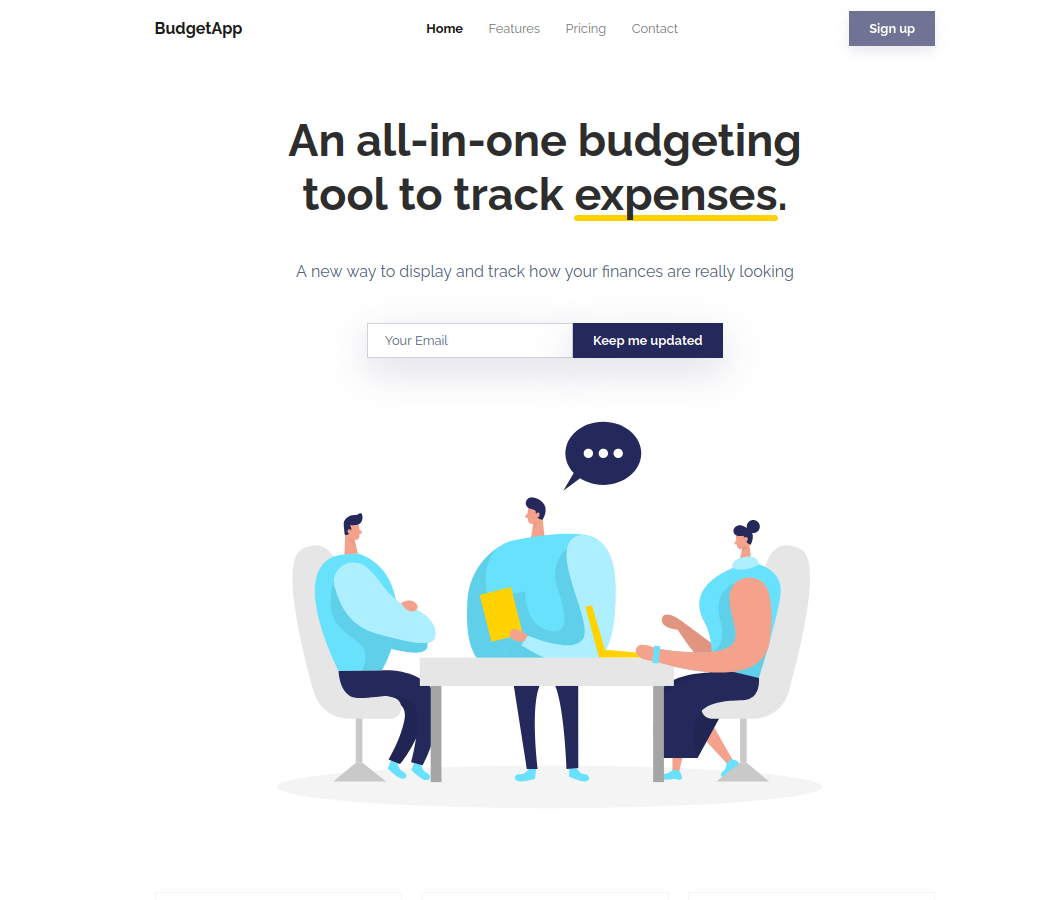 BudgetApp
Home
Features
Pricing
Contact
Sign up
An all-in-one budgeting
tool to track expenses.
A new way to display and track how your finances are really looking
Your Email
Keep me updated